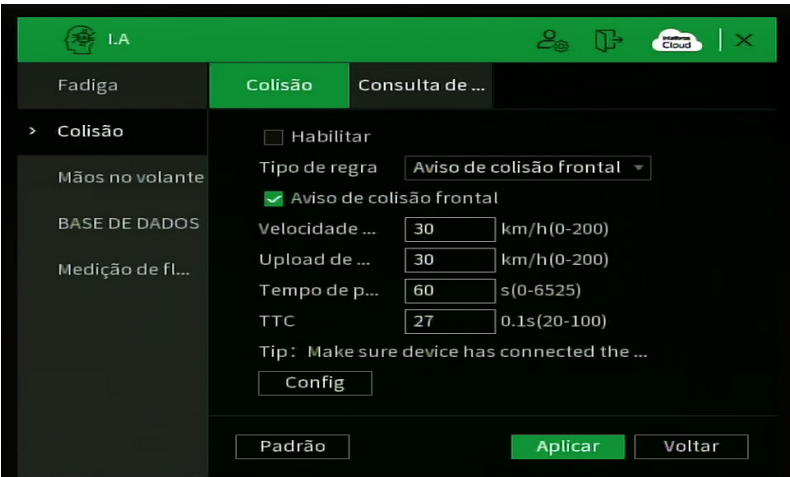 I.A
intelbras
Cloud
Fadiga
Colisão
Mãos no volante
BASE DE DADOS
Medição de fl...
Colisão
Consulta de ...
Habilitar
Tipo de regra Aviso de colisão frontal
Aviso de colisão frontal
Velocidade ... 30 km/h(0-200)
Upload de ... 30 km/h(0-200)
Tempo de p... 60 s(0-6525)
TTC 27 0.1s(20-100)
Tip: Make sure device has connected the ...
Config
Padrão Aplicar Voltar